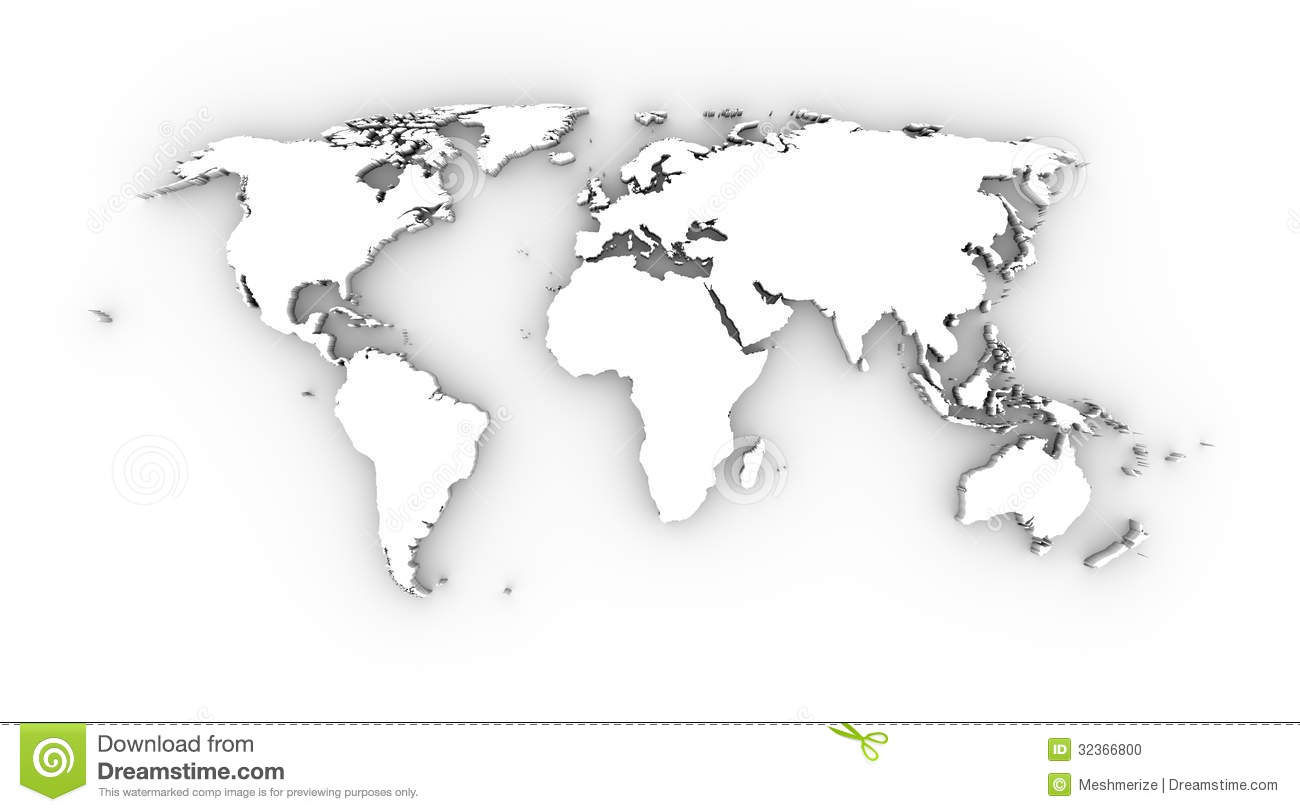 Download from
Dreamstime.com
This watermarked comp image is for previewing purposes only.
ID 32366800
© Meshmerize | Dreamstime.com